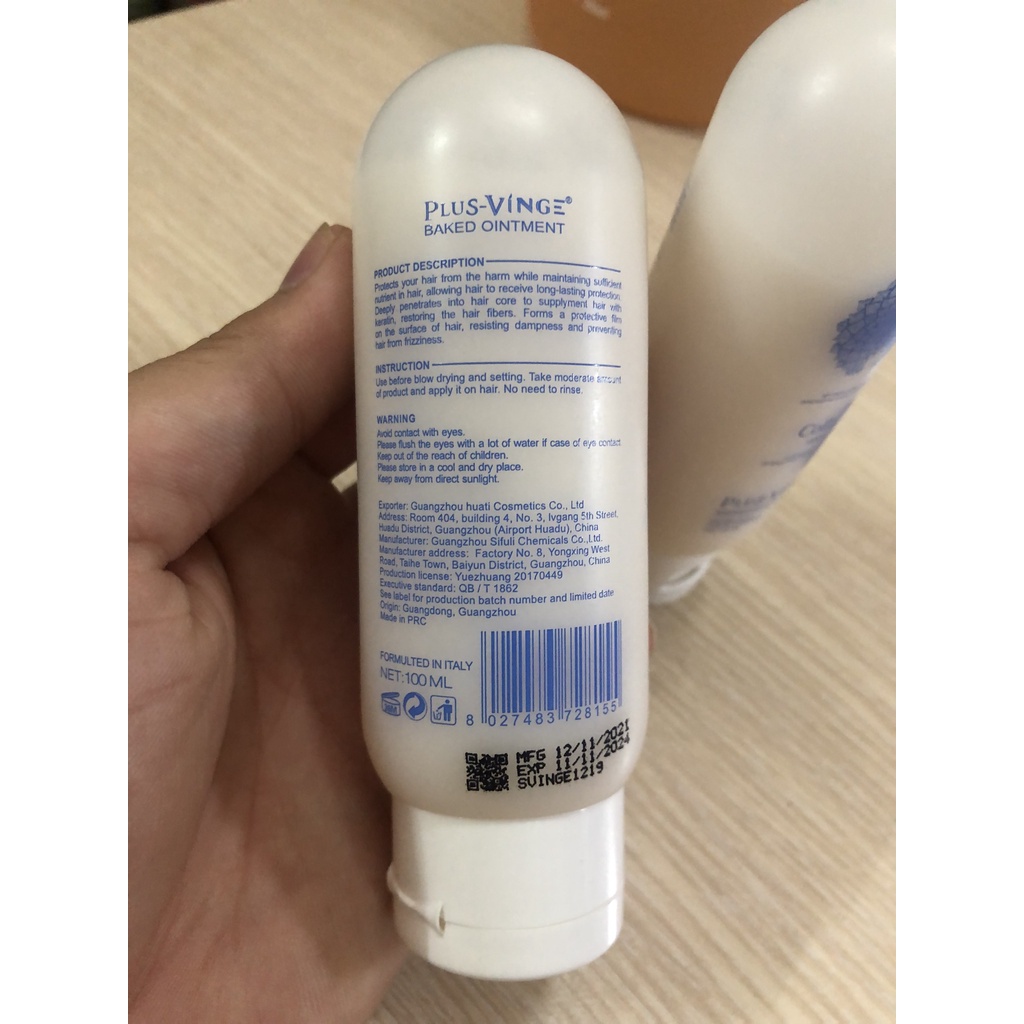 PLUS-VINGE®
BAKED OINTMENT
PRODUCT DESCRIPTION
Protects your hair from the harm while maintaining sufficient
nutrient in hair, allowing hair to receive long-lasting protection.
Deeply penetrates into hair core to supplyment hair with
keratin, restoring the hair fibers. Forms a protective film
on the surface of hair, resisting dampness and preventing
hair from frizziness.
INSTRUCTION
Use before blow drying and setting. Take moderate amount
of product and apply it on hair. No need to rinse.
WARNING
Avoid contact with eyes.
Please flush the eyes with a lot of water if case of eye contact.
Keep out of the reach of children.
Please store in a cool and dry place.
Keep away from direct sunlight.
Exporter: Guangzhou huati Cosmetics Co., Ltd
Address: Room 404, building 4, No. 3, lvgang 5th Street,
Huadu District, Guangzhou (Airport Huadu), China
Manufacturer: Guangzhou Sifuli Chemicals Co.,Ltd.
Manufacturer address: Factory No. 8, Yongxing West
Road, Taihe Town, Baiyun District, Guangzhou, China
Production license: Yuezhuang 20170449
Executive standard: QB / T 1862
See label for production batch number and limited date
Origin: Guangdong, Guangzhou
Made in PRC
FORMULTED IN ITALY
NET:100 ML
8 027483 728155
MFG 12/11/2021
EXP 11/11/2024
SVINGE1219